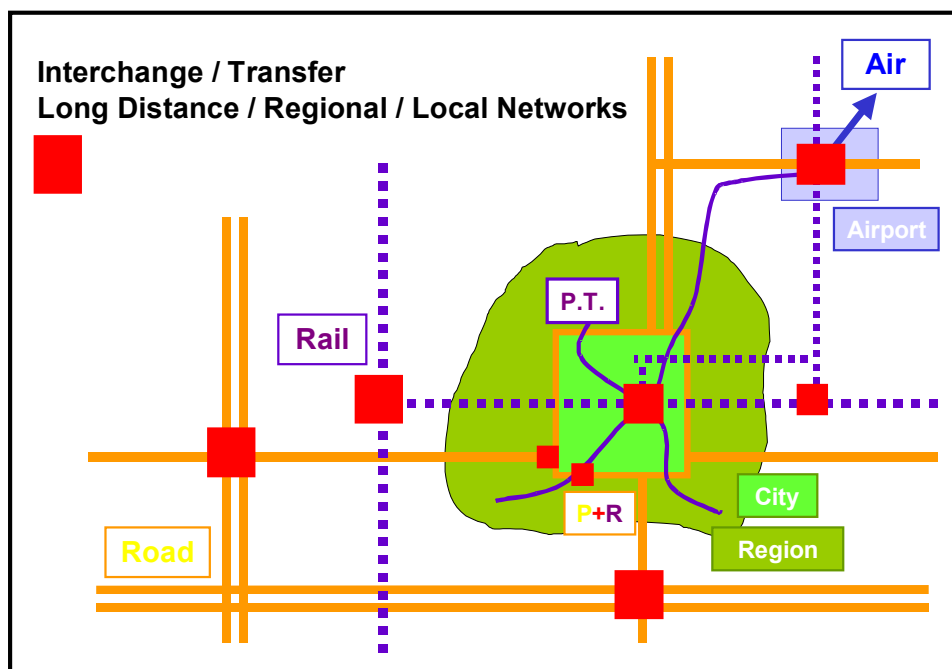 Interchange / Transfer
Long Distance / Regional / Local Networks
Air
Airport
P.T.
Rail
City
P+R
Road
Region